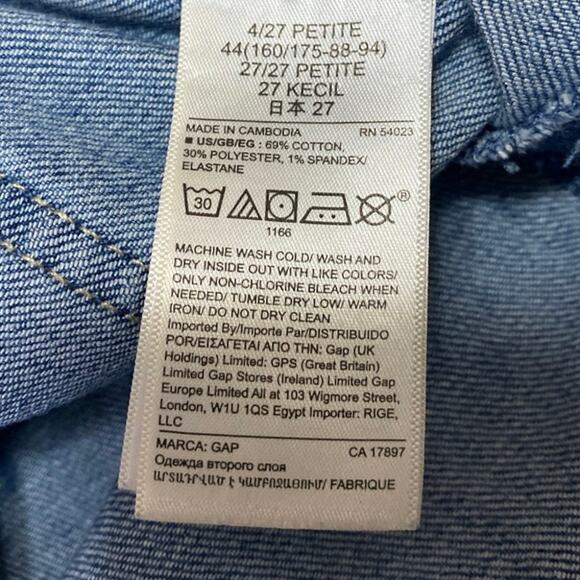 4/27 PETITE
44(160/175-88-94)
27/27 PETITE
27 KECIL
日本 27
MADE IN CAMBODIA RN 54023
■ US/GB/EG : 69% COTTON,
30% POLYESTER, 1% SPANDEX/
ELASTANE
30 ®
1166
MACHINE WASH COLD/ WASH AND
DRY INSIDE OUT WITH LIKE COLORS/
ONLY NON-CHLORINE BLEACH WHEN
NEEDED/ TUMBLE DRY LOW/ WARM
IRON/ DO NOT DRY CLEAN
Imported By/Importe Par/DISTRIBUIDO
POR/ΕΙΣΑΓΕΤΑΙ ΑΠΟ ΤΗΝ: Gap (UK
Holdings) Limited: GPS (Great Britain)
Limited Gap Stores (Ireland) Limited Gap
Europe Limited All at 103 Wigmore Street,
London, W1U 1QS Egypt Importer: RIGE,
LLC
MARCA: GAP CA 17897
Одежда второго слоя
ԱՐՏԱԴՐՎԱԾ է ԿԱՄԲՈՋԱՅՈՒՄ/ FABRIQUE